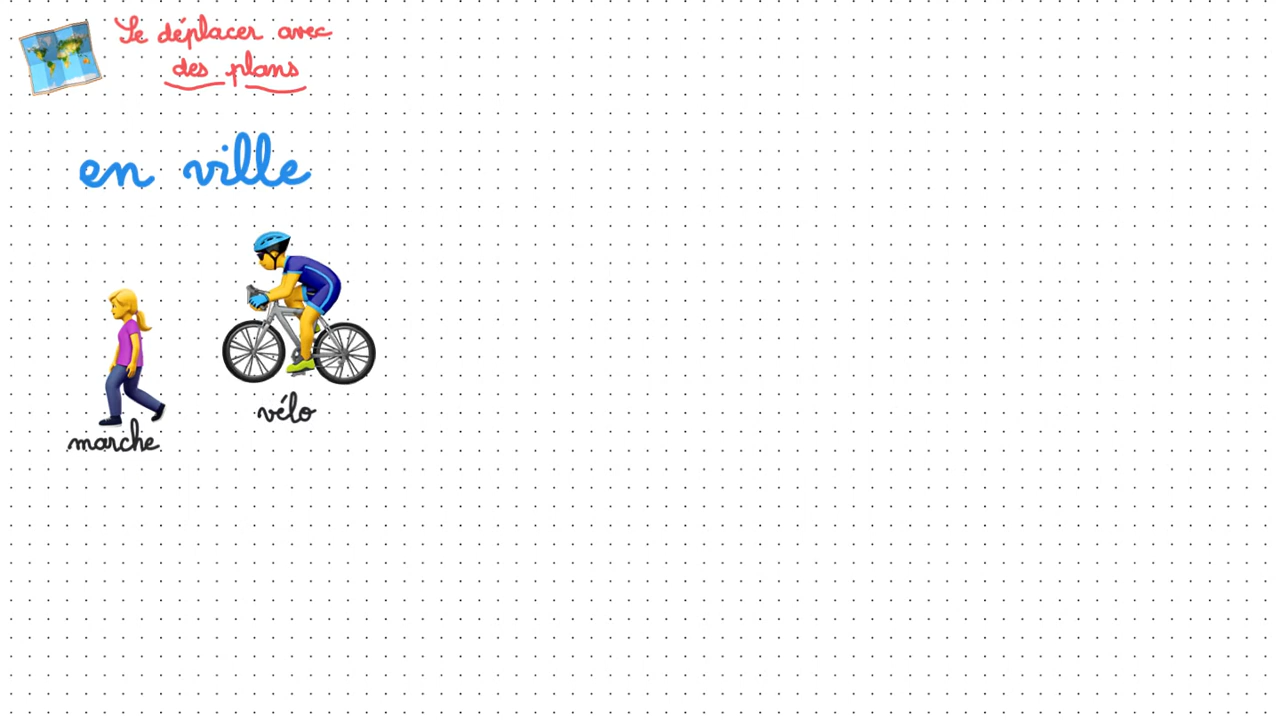 Se déplacer avec
des plans
en ville
vélo
marche